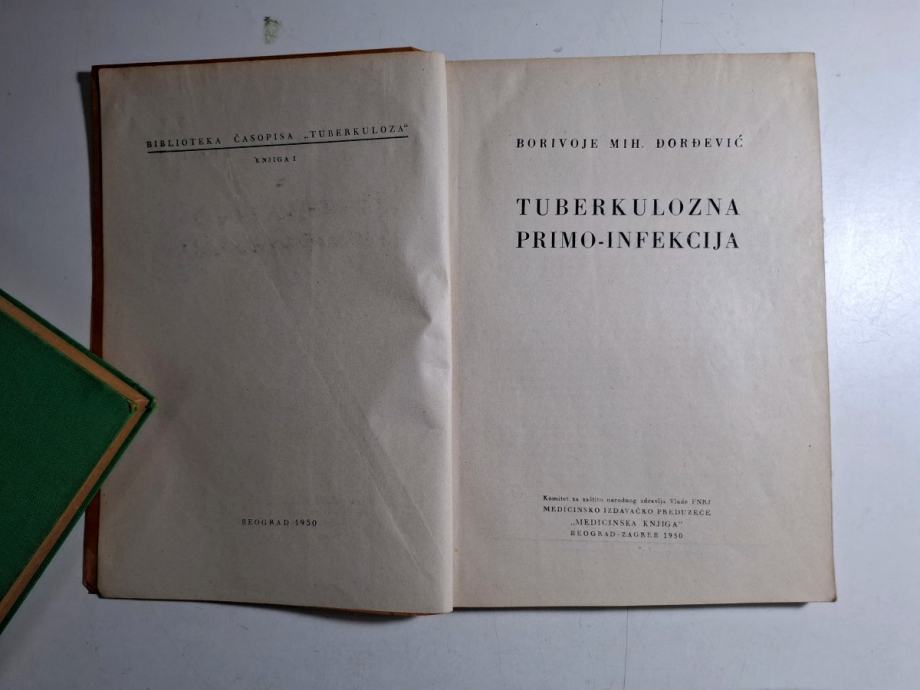 BIBLIOTEKA ČASOPISA „TUBERKULOZA"
KNJIGA I
BEOGRAD 1950
BORIVOJE MIH. ĐORĐEVIĆ
TUBERKULOZNA
PRIMO-INFEKCIJA
Komitet za zaštitu narodnog zdravlja Vlade FNRJ
MEDICINSKO IZDAVAČKO PREDUZEĆE
„MEDICINSKA KNJIGA"
BEOGRAD-ZAGREB 1950